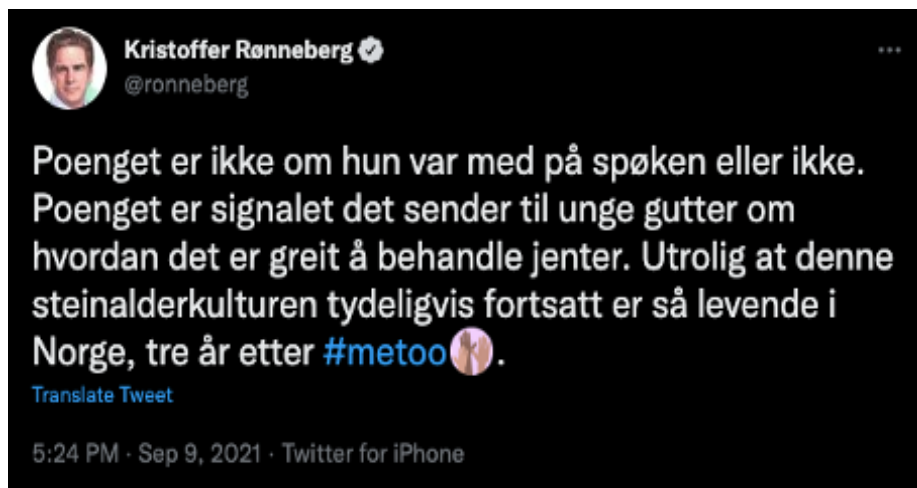 Kristoffer Rønneberg
@ronneberg
Poenget er ikke om hun var med på spøken eller ikke.
Poenget er signalet det sender til unge gutter om
hvordan det er greit å behandle jenter. Utrolig at denne
steinalderkulturen tydeligvis fortsatt er så levende i
Norge, tre år etter #metoo.
Translate Tweet
5:24 PM · Sep 9, 2021 · Twitter for iPhone